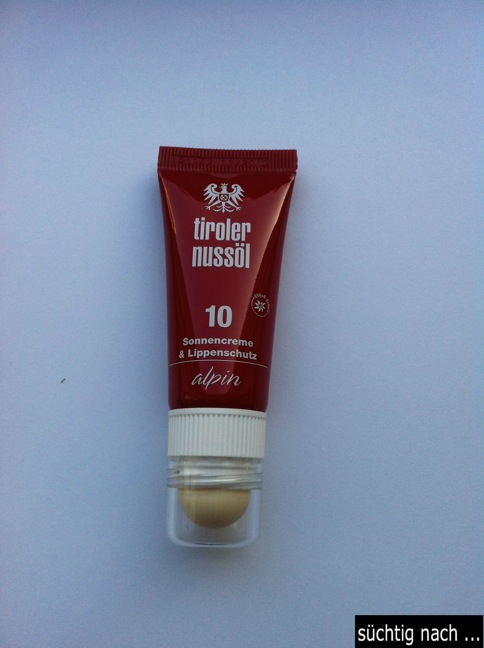 tiroler
nussöl
10
Sonnencreme
& Lippenschutz
alpin
süchtig nach ...